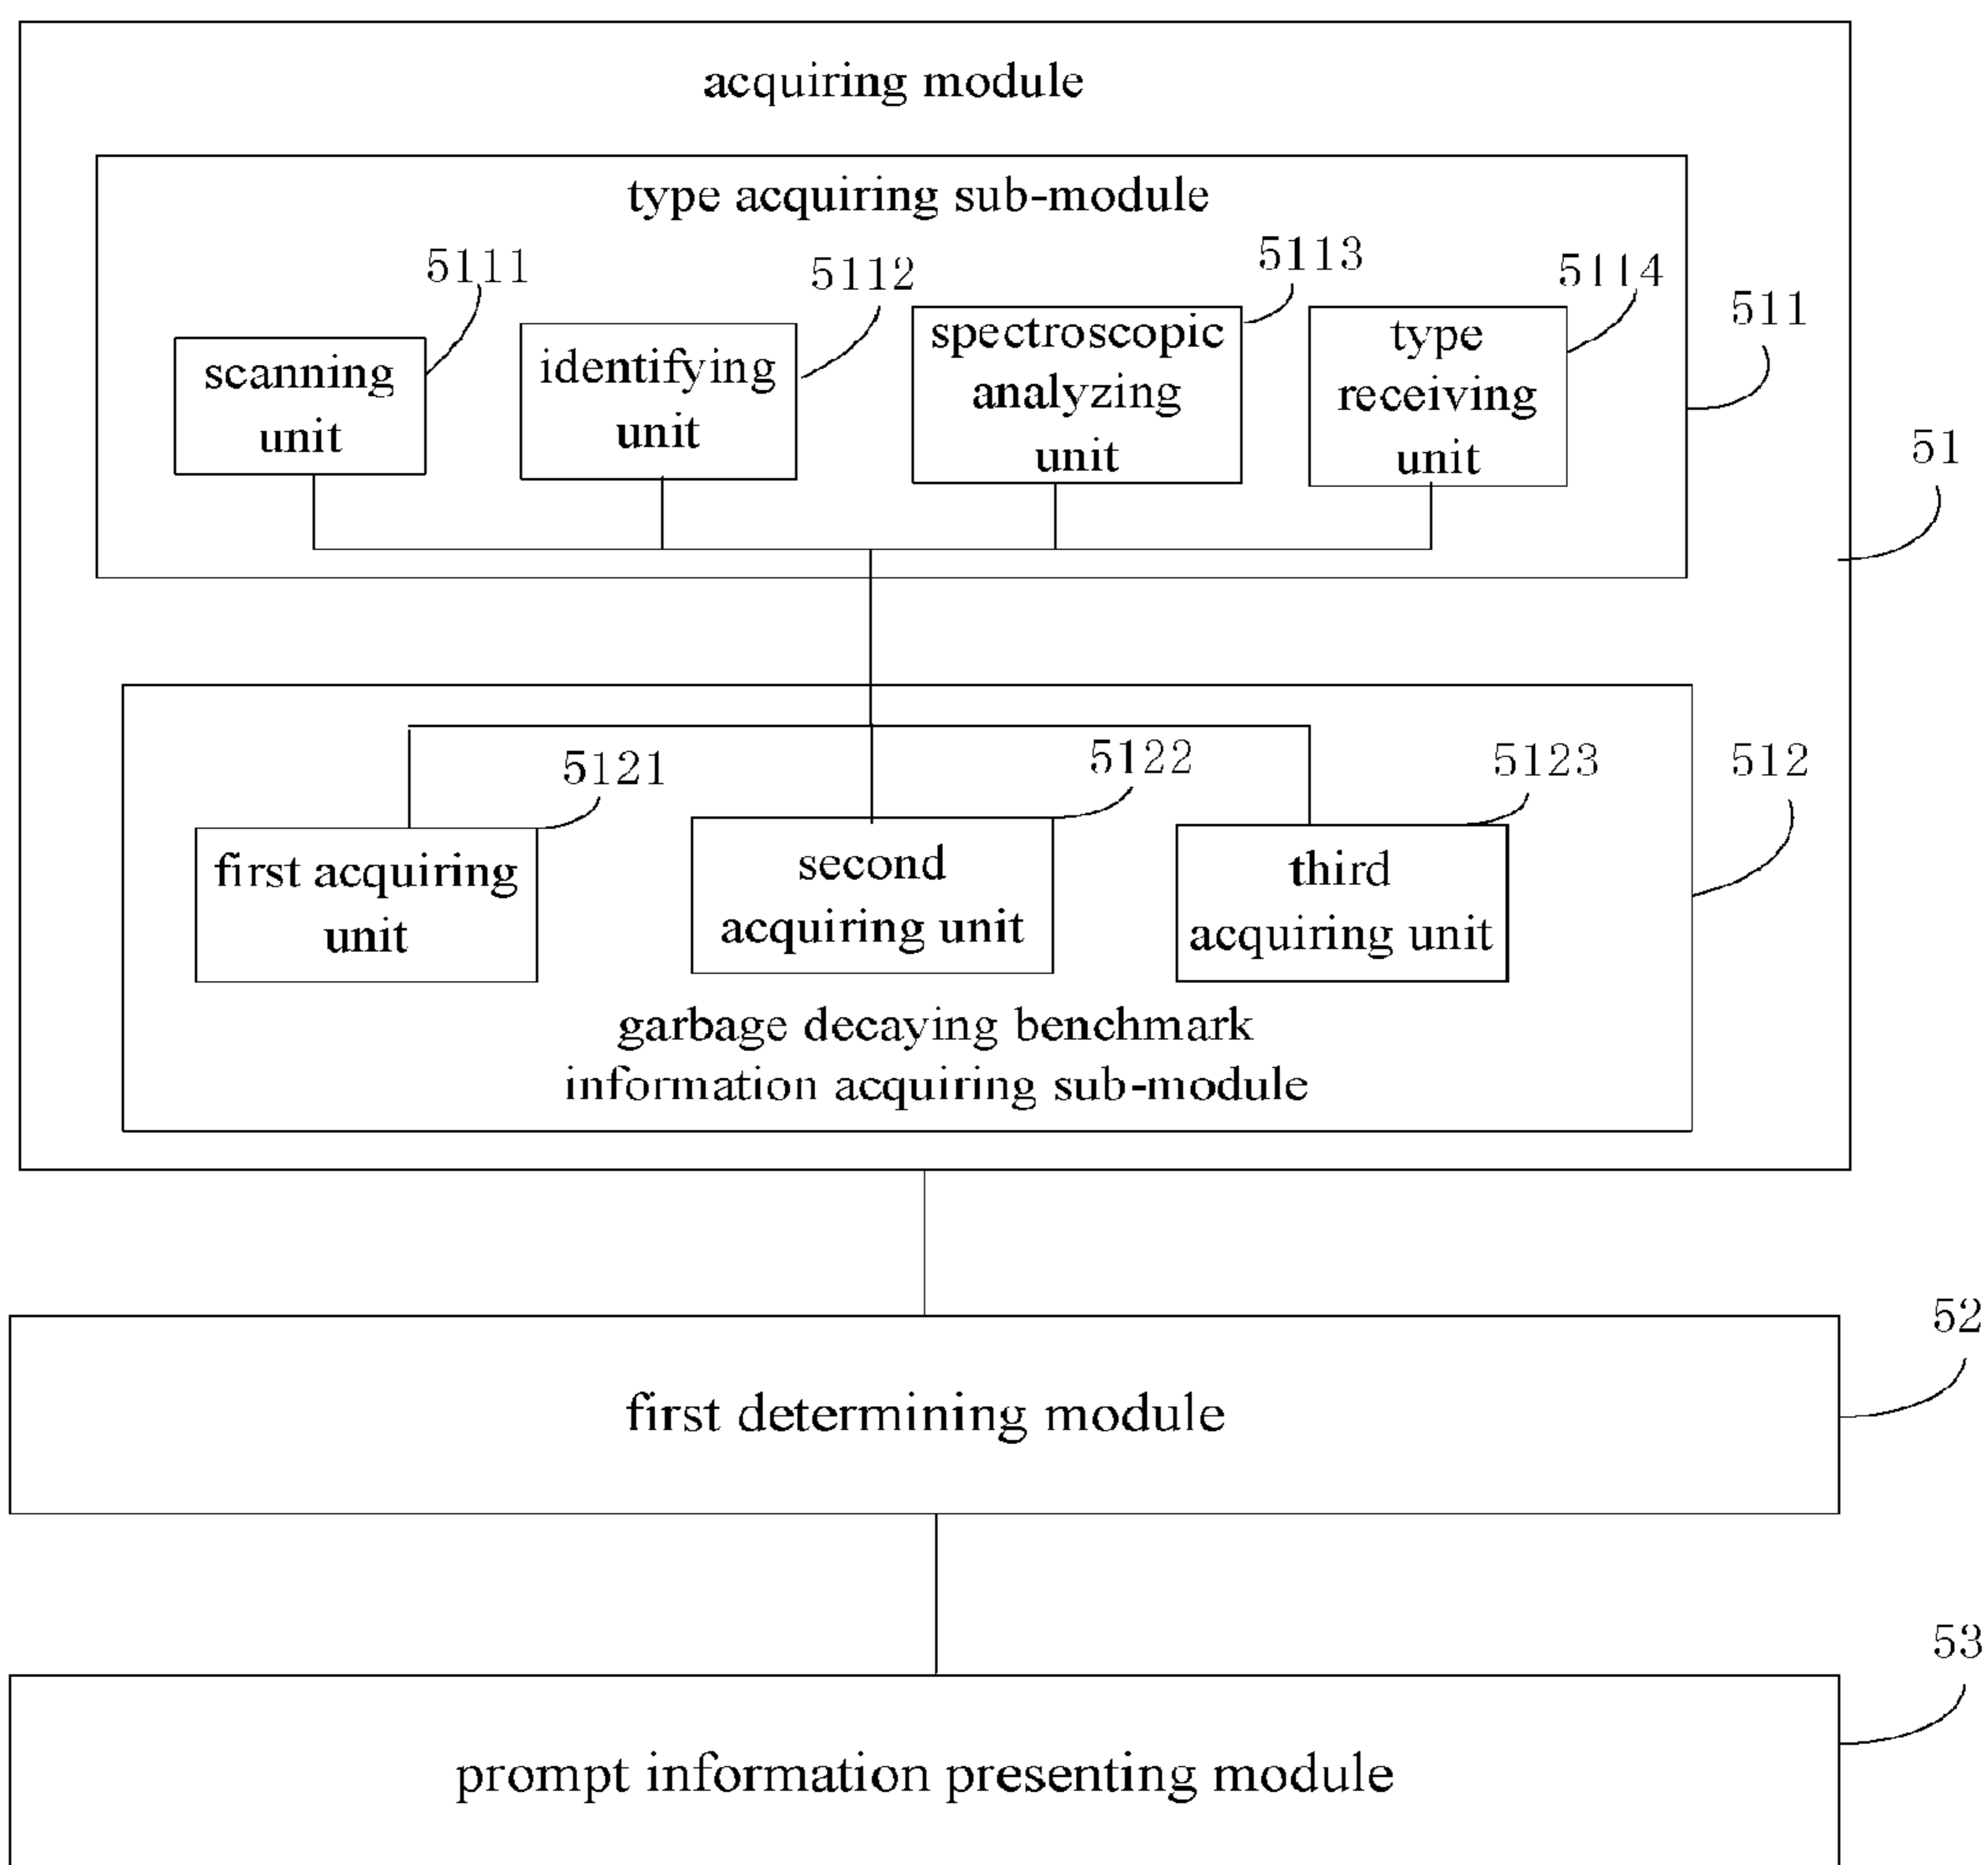 acquiring module
type acquiring sub-module
5111
5112
5113
5114
511
scanning
unit
identifying
unit
spectroscopic
analyzing
unit
type
receiving
unit
51
5121
5122
5123
512
first acquiring
unit
second
acquiring unit
third
acquiring unit
garbage decaying benchmark
information acquiring sub-module
52
first determining module
53
prompt information presenting module